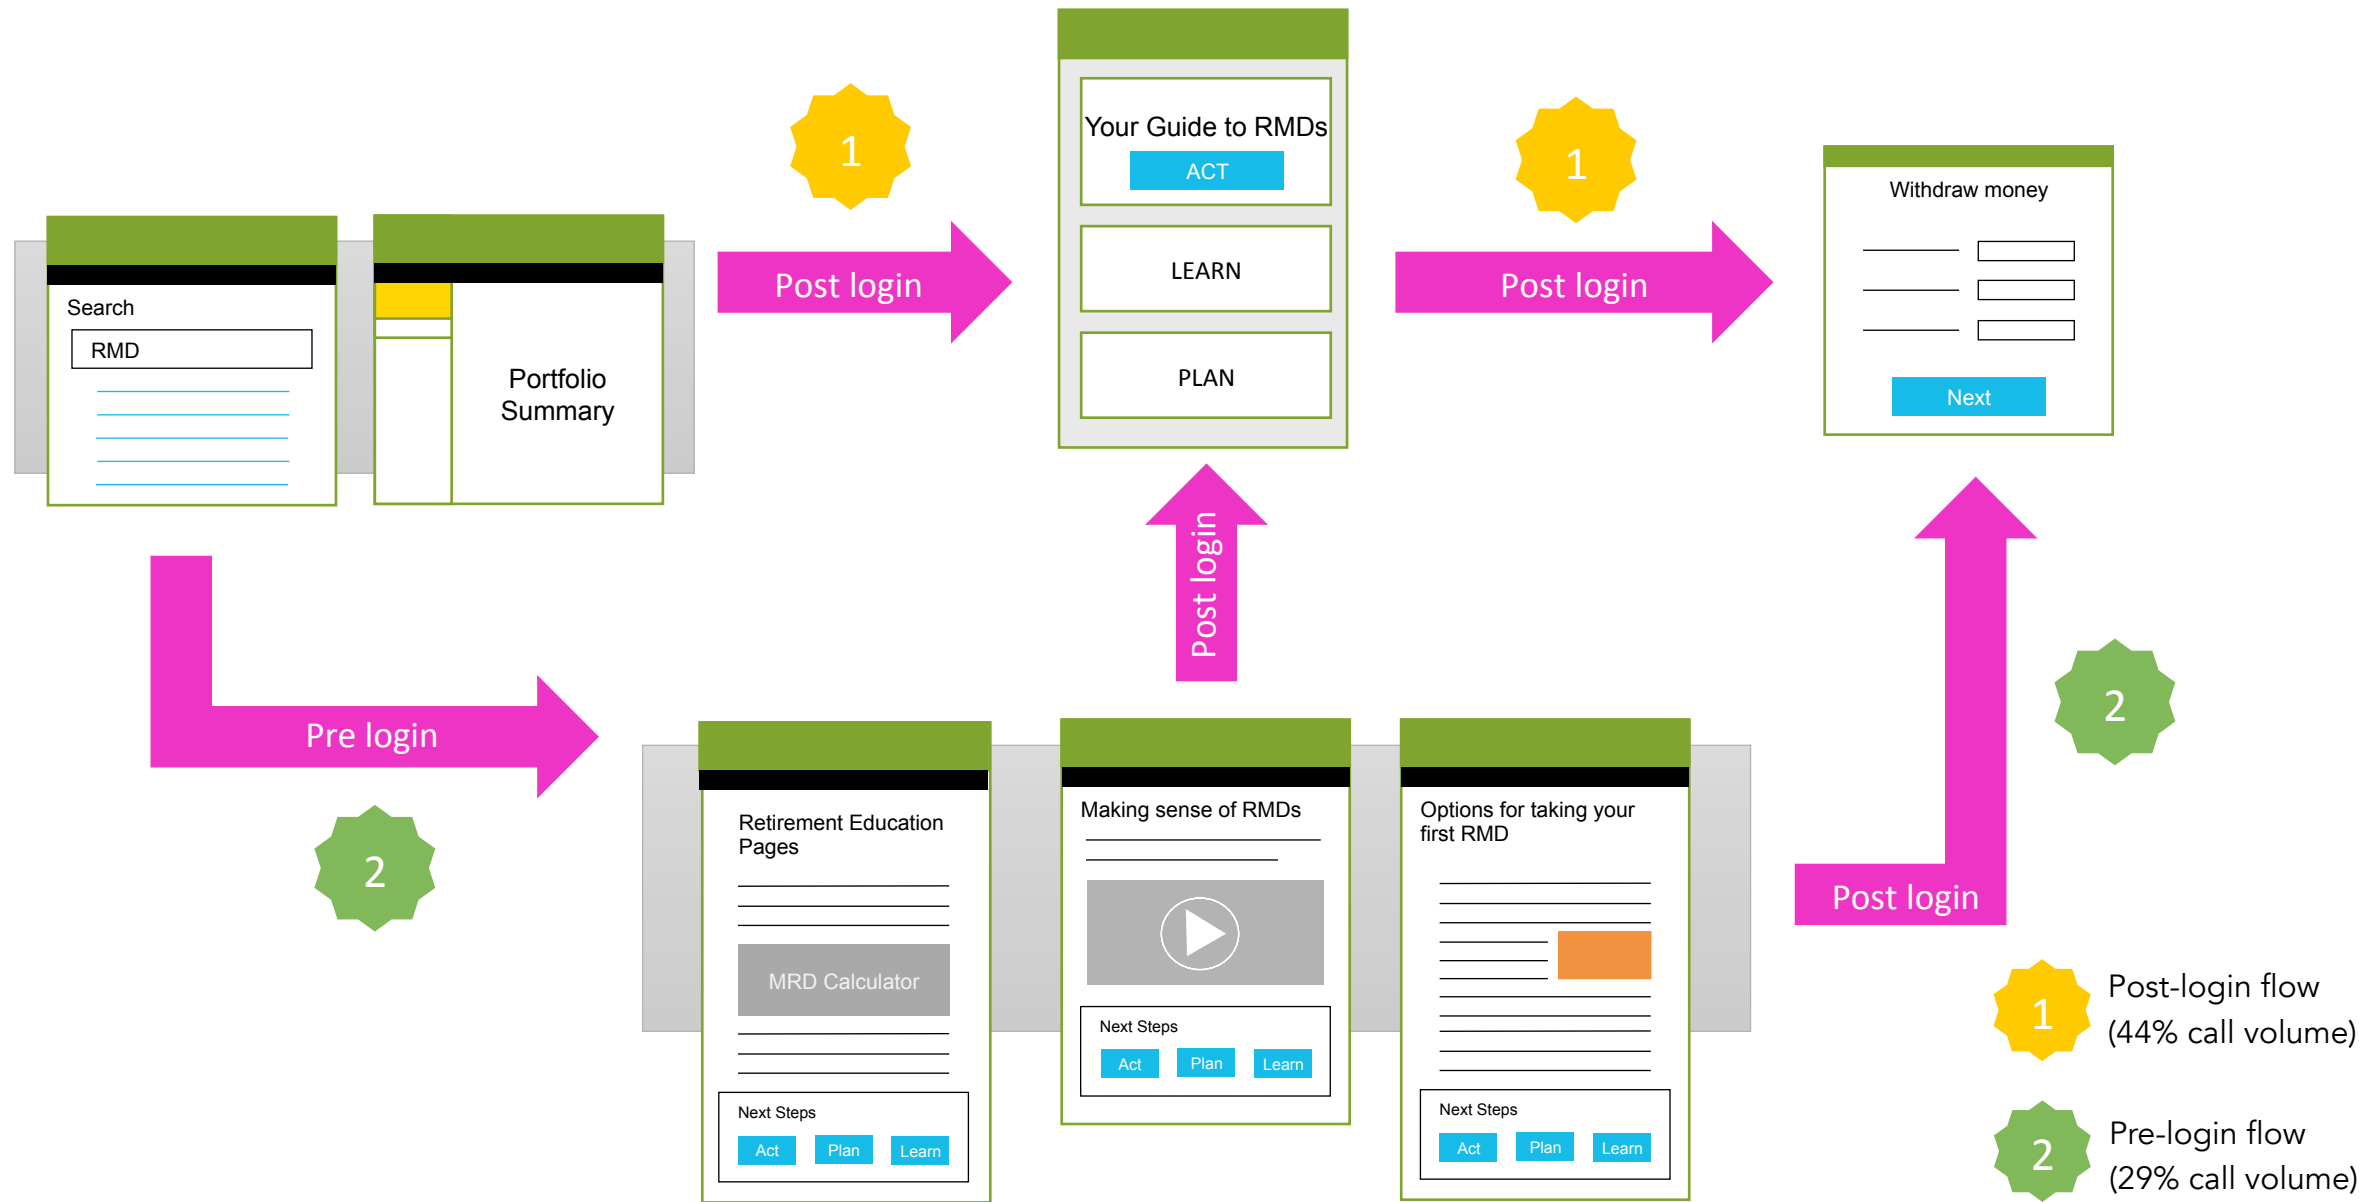 1
Your Guide to RMDs
ACT
LEARN
PLAN
1
Withdraw money
Next
Search
RMD
Portfolio
Summary
Post login
Post login
Post login
Pre login
2
Retirement Education
Pages
MRD Calculator
Next Steps
Act Plan Learn
Making sense of RMDs
Next Steps
Act Plan Learn
Options for taking your
first RMD
Next Steps
Act Plan Learn
Post login
2
1
Post-login flow
(44% call volume)
2
Pre-login flow
(29% call volume)